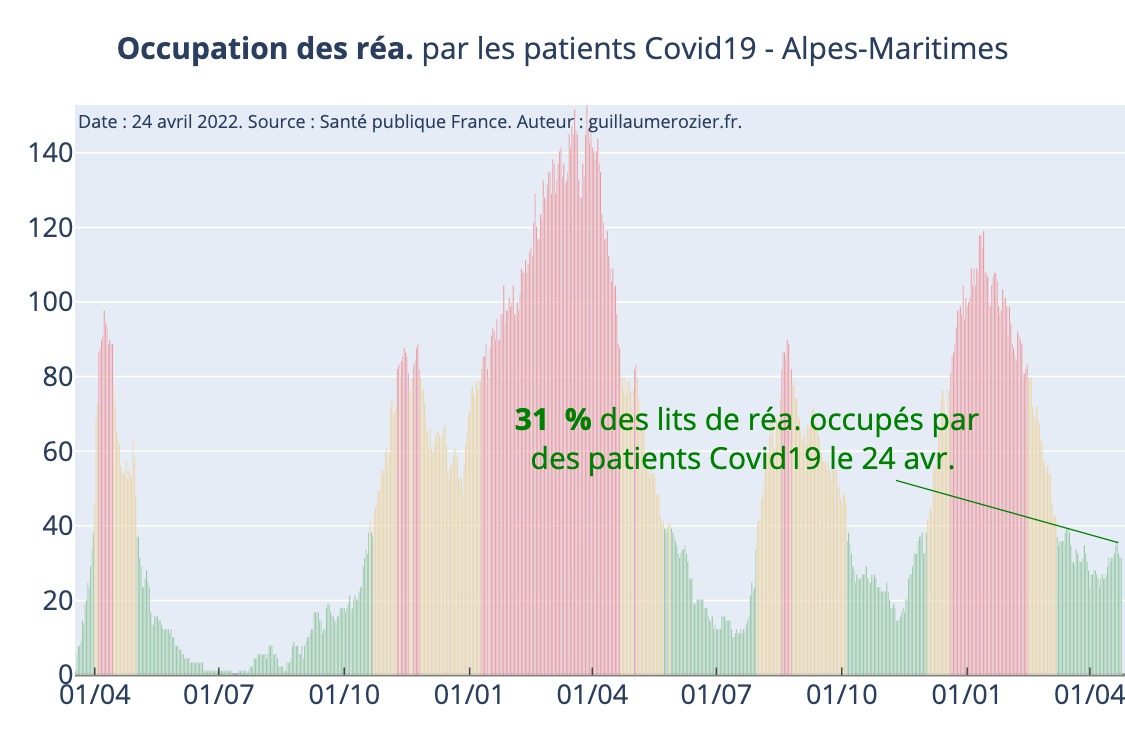 Occupation des réa. par les patients Covid19 - Alpes-Maritimes
Date : 24 avril 2022. Source : Santé publique France. Auteur : guillaumerozier.fr.
140
120
100
80
60
40
20
0
31 % des lits de réa. occupés par
des patients Covid19 le 24 avr.
01/04 01/07 01/10 01/01 01/04 01/07 01/10 01/01 01/04